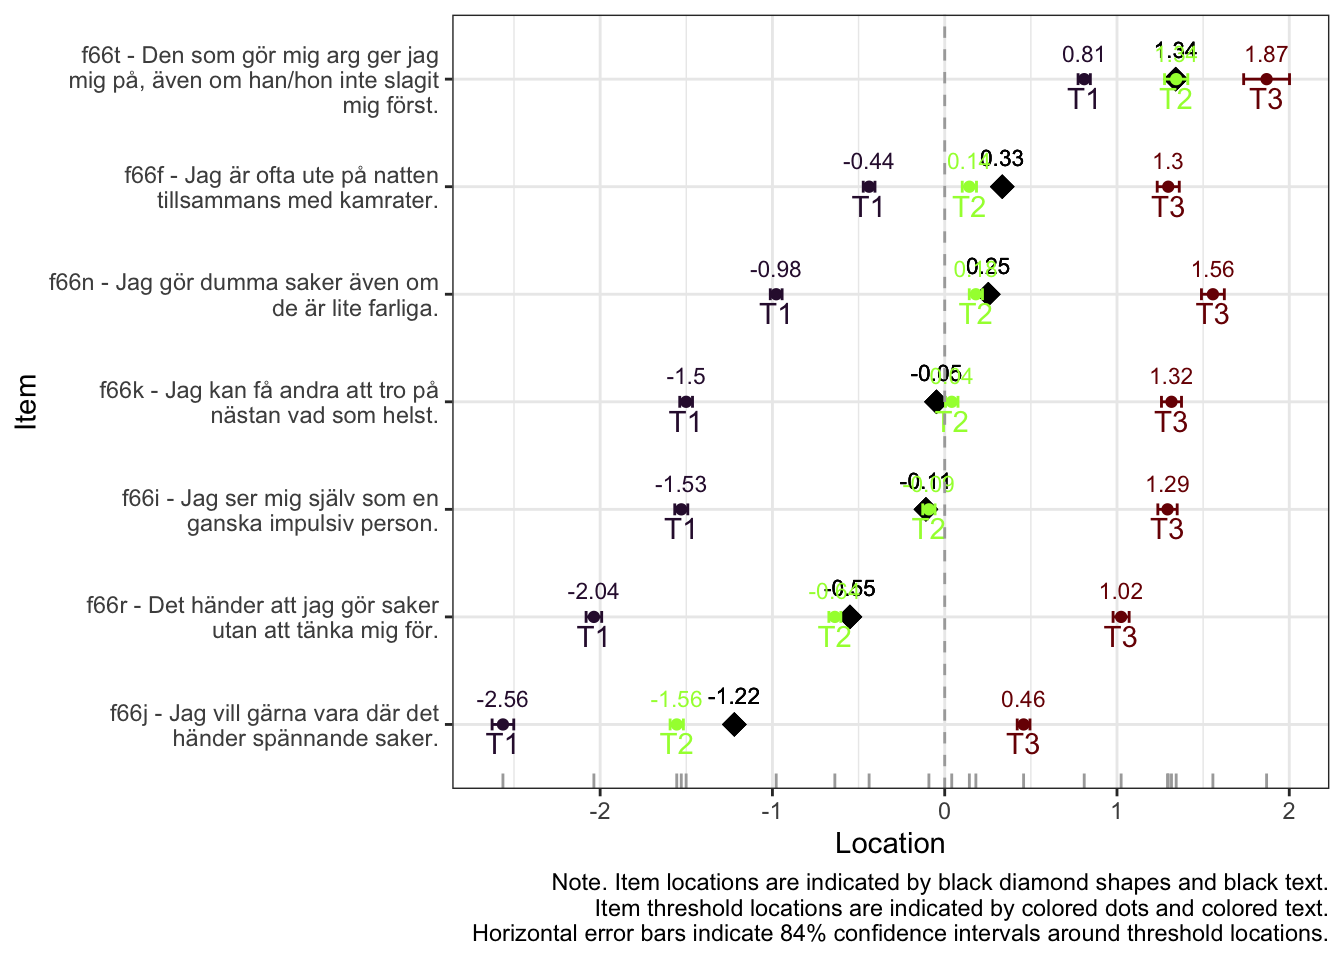 f66t - Den som gör mig arg ger jag
mig på, även om han/hon inte slagit
mig först.
0.81
1.34
1.34
1.87
T1
T2
T3
f66f - Jag är ofta ute på natten
tillsammans med kamrater.
-0.44
0.14
0.33
1.3
T1
T2
T3
f66n - Jag gör dumma saker även om
de är lite farliga.
-0.98
0.18
0.25
1.56
T1
T2
T3
f66k - Jag kan få andra att tro på
nästan vad som helst.
-1.5
-0.05
0.04
1.32
T1
T2
T3
f66i - Jag ser mig själv som en
ganska impulsiv person.
-1.53
-0.11
-0.09
1.29
T1
T2
T3
f66r - Det händer att jag gör saker
utan att tänka mig för.
-2.04
-0.64
-0.55
1.02
T1
T2
T3
f66j - Jag vill gärna vara där det
händer spännande saker.
-2.56
-1.56
-1.22
0.46
T1
T2
T3
Item
-2
-1
0
1
2
Location
Note. Item locations are indicated by black diamond shapes and black text.
Item threshold locations are indicated by colored dots and colored text.
Horizontal error bars indicate 84% confidence intervals around threshold locations.